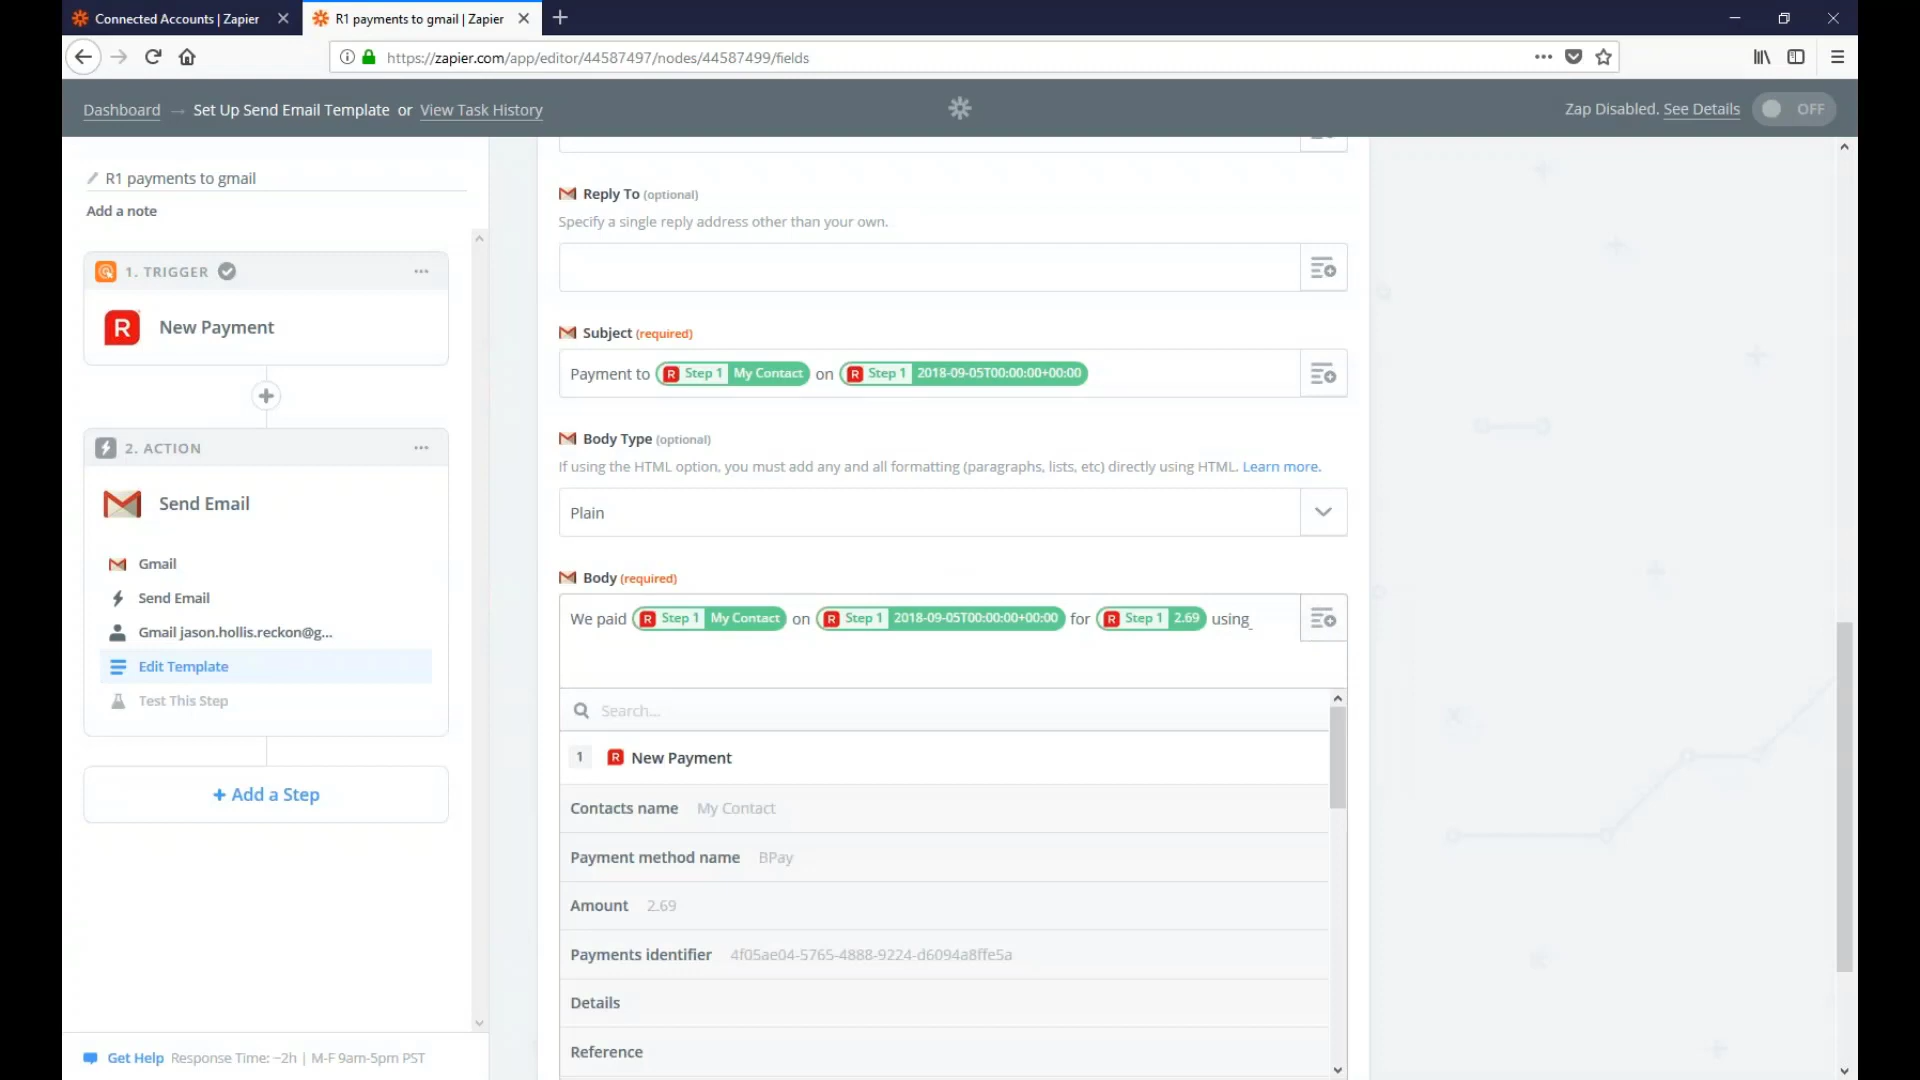 Connected Accounts | Zapier
R1 payments to gmail | Zapier
https://zapier.com/app/editor/44587497/nodes/44587499/fields
Dashboard → Set Up Send Email Template or View Task History
Zap Disabled. See Details OFF
R1 payments to gmail
Add a note
1. TRIGGER
R New Payment
2. ACTION
Send Email
Gmail
Send Email
Gmail jason.hollis.reckon@g...
Edit Template
Test This Step
+ Add a Step
Get Help Response Time: ~2h | M-F 9am-5pm PST
Reply To (optional)
Specify a single reply address other than your own.
Subject (required)
Payment to R Step 1 My Contact on R Step 1 2018-09-05T00:00:00+00:00
Body Type (optional)
If using the HTML option, you must add any and all formatting (paragraphs, lists, etc) directly using HTML. Learn more.
Plain
Body (required)
We paid R Step 1 My Contact on R Step 1 2018-09-05T00:00:00+00:00 for R Step 1 2.69 using
Search...
1 R New Payment
Contacts name My Contact
Payment method name BPay
Amount 2.69
Payments identifier 4f05ae04-5765-4888-9224-d6094a8ffe5a
Details
Reference